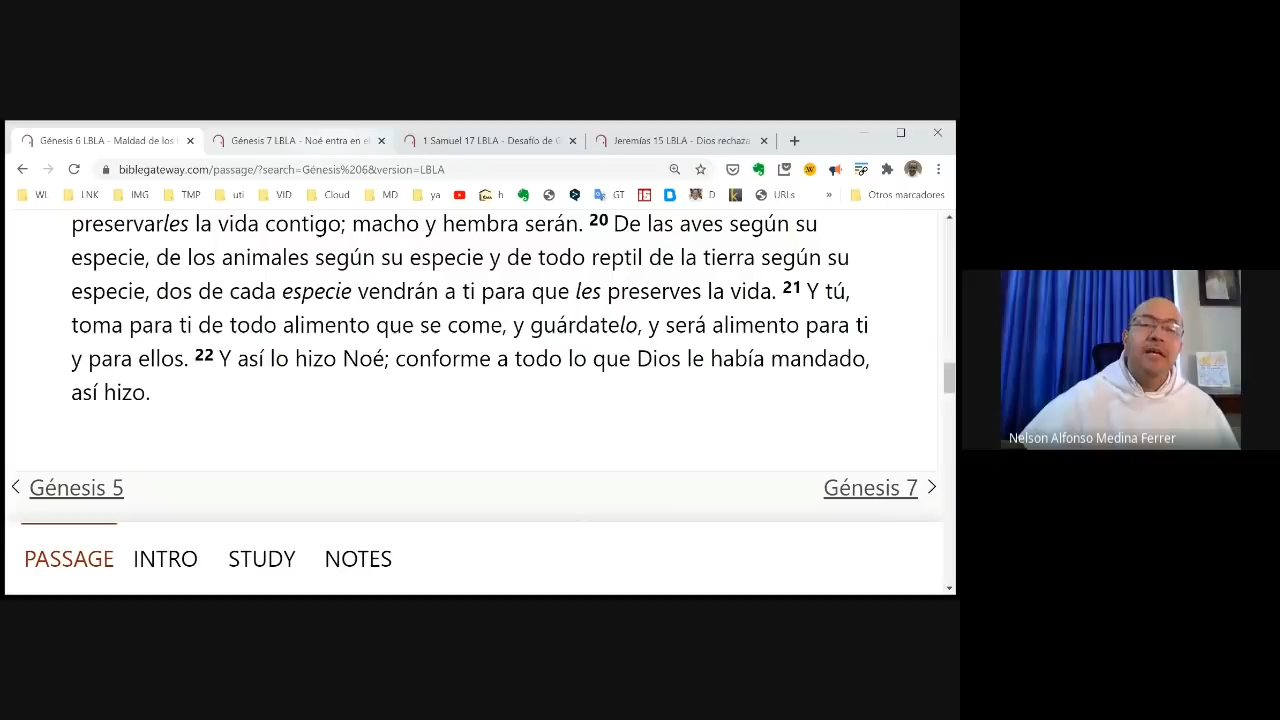 Génesis 6 LBLA - Maldad de los
Génesis 7 LBLA - Noé entra en el
1 Samuel 17 LBLA - Desafío de G
Jeremías 15 LBLA - Dios rechaza
biblegateway.com/passage/?search=Génesis%206&version=LBLA
WI. LNK IMG TMP uti VID Cloud MD ya h GT D URLs » Otros marcadores
preservarles la vida contigo; macho y hembra serán. 20 De las aves según su
especie, de los animales según su especie y de todo reptil de la tierra según su
especie, dos de cada especie vendrán a ti para que les preserves la vida. 21 Y tú,
toma para ti de todo alimento que se come, y guárdatelo, y será alimento para ti
y para ellos. 22 Y así lo hizo Noé; conforme a todo lo que Dios le había mandado,
así hizo.
Génesis 5
Génesis 7
PASSAGE INTRO STUDY NOTES
Nelson Alfonso Medina Ferrer